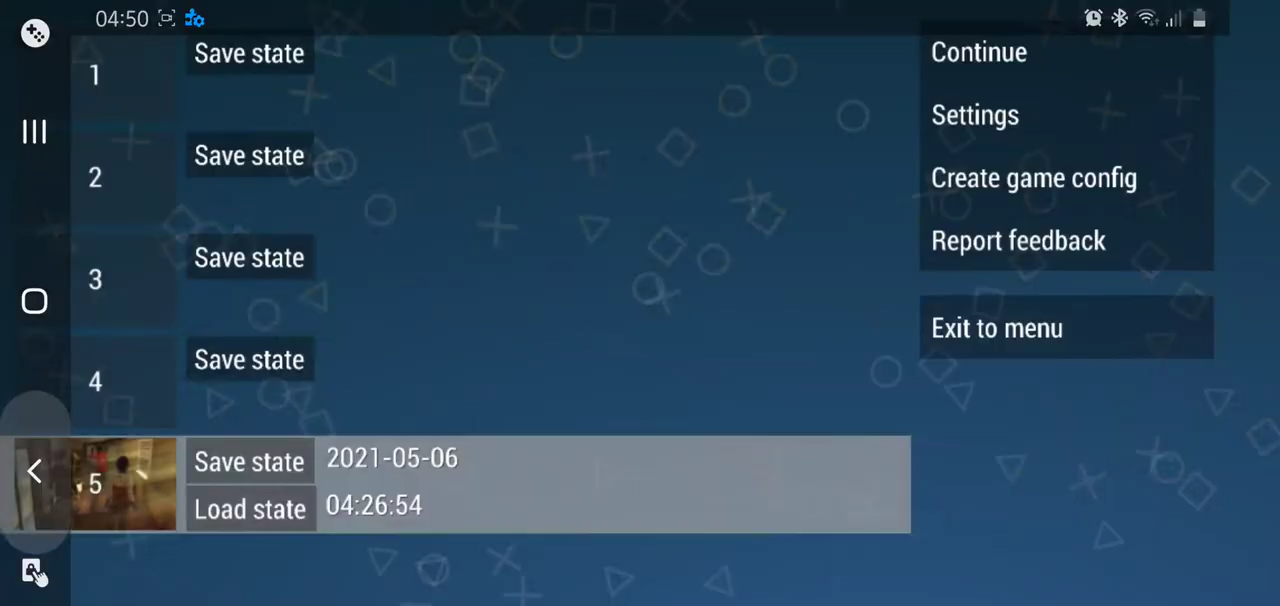 04:50
1
Save state
2
Save state
3
Save state
4
Save state
5
Save state
2021-05-06
Load state
04:26:54
Continue
Settings
Create game config
Report feedback
Exit to menu